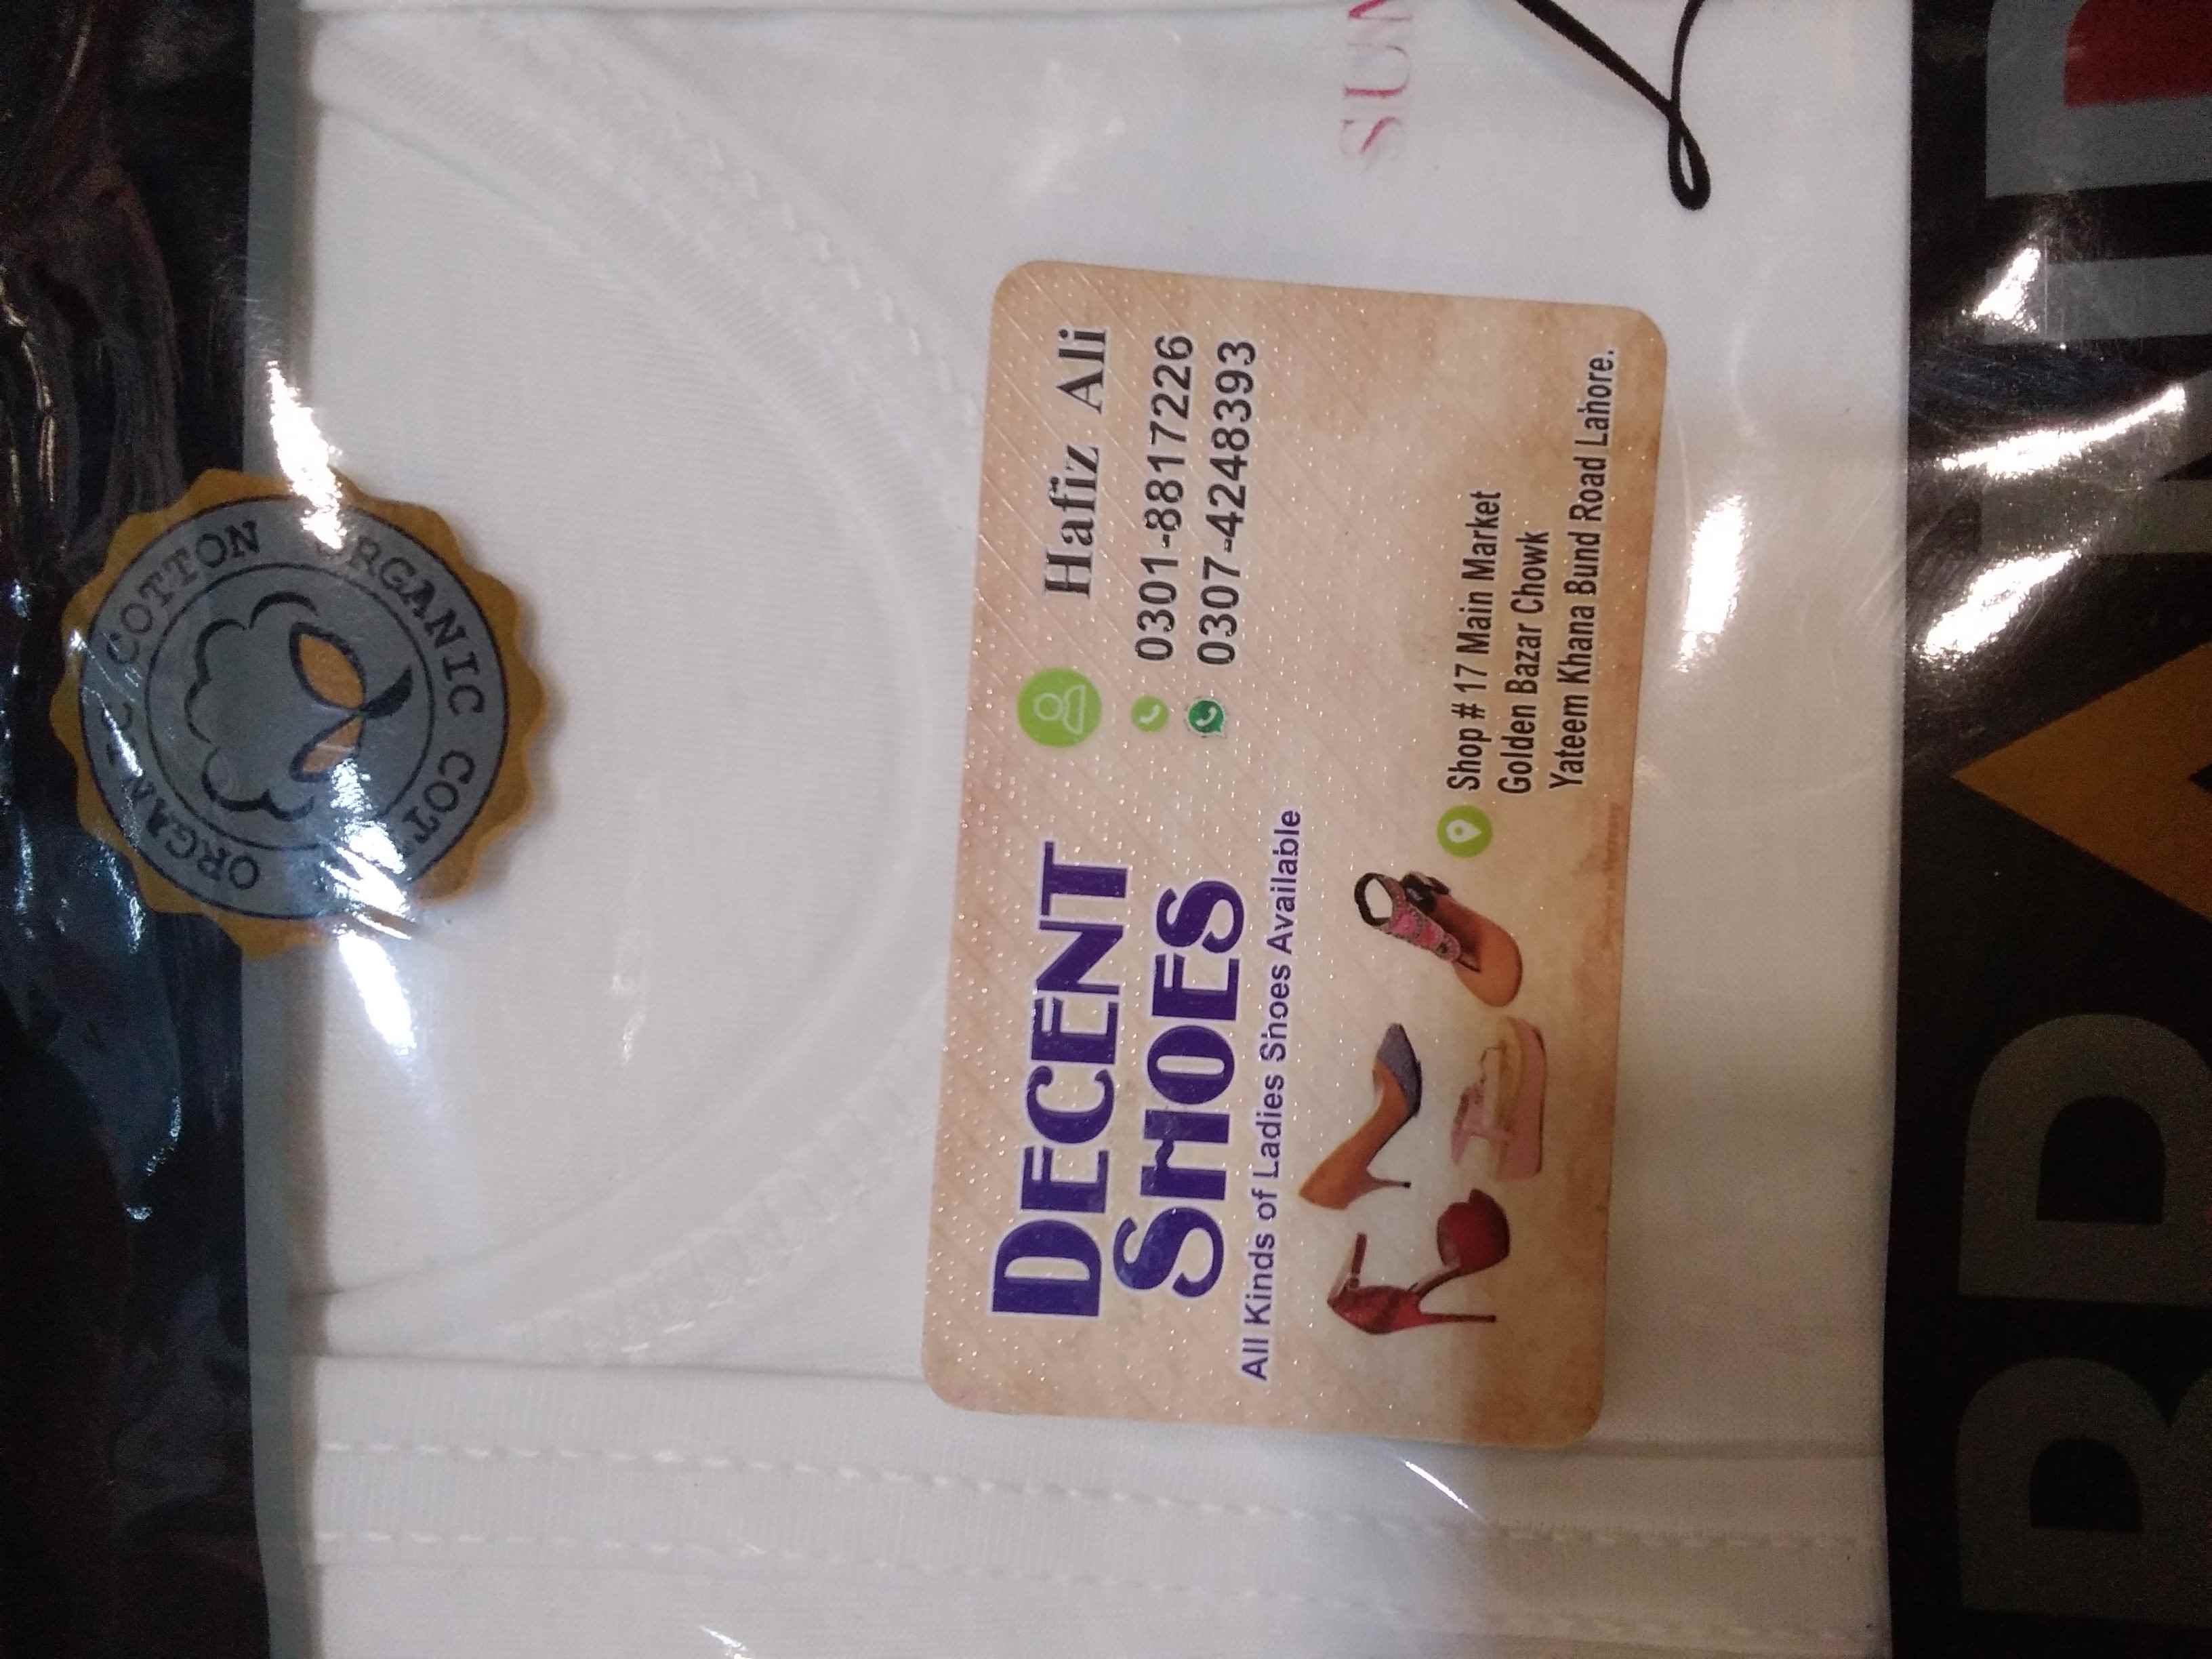 ORGANIC COTTON
ORGANIC
DECENT
SHOES
All Kinds of Ladies Shoes Available
Hafiz Ali
0301-8817226
0307-4248393
Shop # 17 Main Market
Golden Bazar Chowk
Yateem Khana Bund Road Lahore.